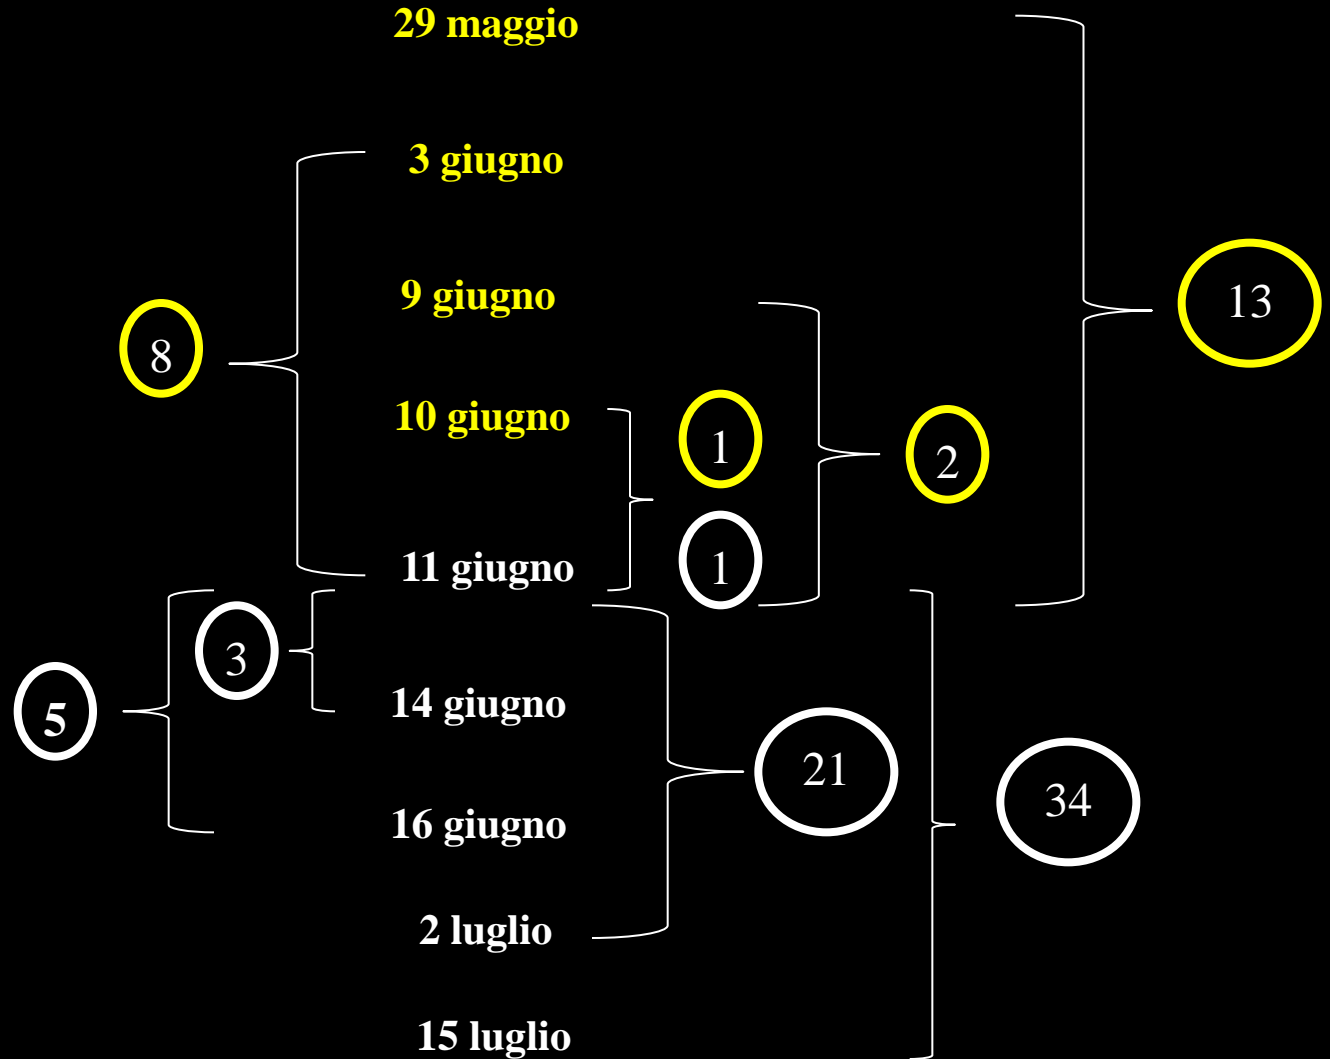 29 maggio
3 giugno
9 giugno
13
8
10 giugno
1
2
11 giugno
1
3
14 giugno
5
21
34
16 giugno
2 luglio
15 luglio